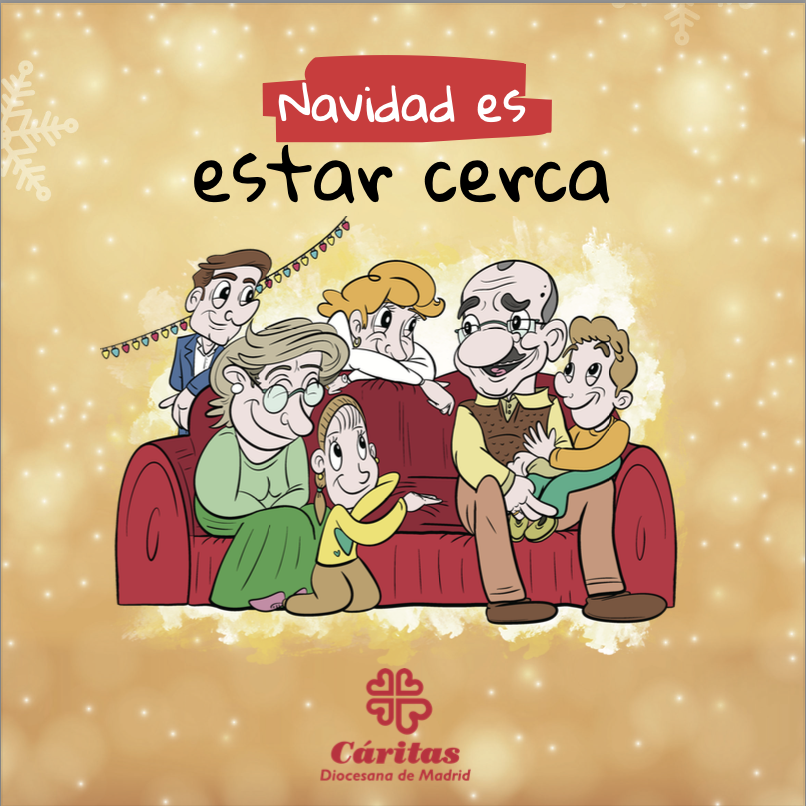 Navidad es
estar cerca
Cáritas
Diocesana de Madrid